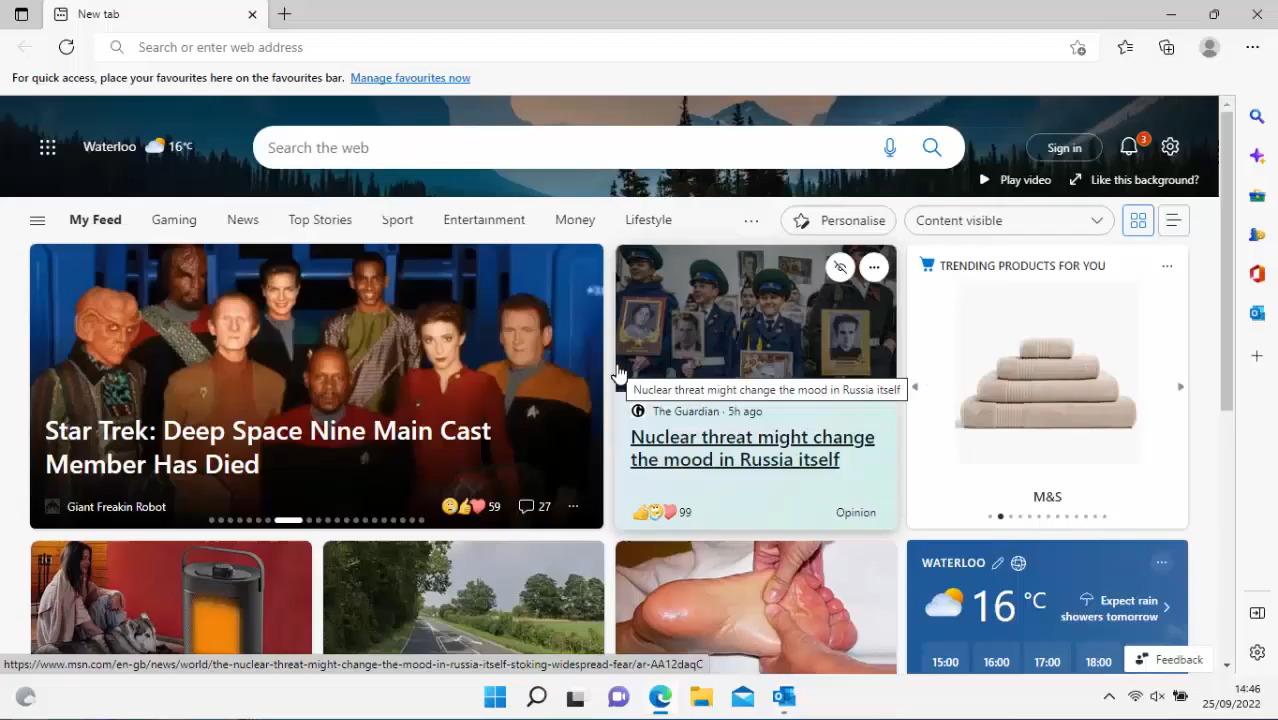 New tab
Search or enter web address
For quick access, place your favourites here on the favourites bar. Manage favourites now
Waterloo 16°C
Search the web
Sign in
3
Play video
Like this background?
My Feed
Gaming
News
Top Stories
Sport
Entertainment
Money
Lifestyle
Personalise
Content visible
Star Trek: Deep Space Nine Main Cast
Member Has Died
Giant Freakin Robot
59
27
Nuclear threat might change the mood in Russia itself
The Guardian · 5h ago
Nuclear threat might change
the mood in Russia itself
99
Opinion
TRENDING PRODUCTS FOR YOU
M&S
WATERLOO
16 °C
Expect rain
showers tomorrow
15:00
16:00
17:00
18:00
Feedback
https://www.msn.com/en-gb/news/world/the-nuclear-threat-might-change-the-mood-in-russia-itself-stoking-widespread-fear/ar-AA12daqC
14:46
25/09/2022